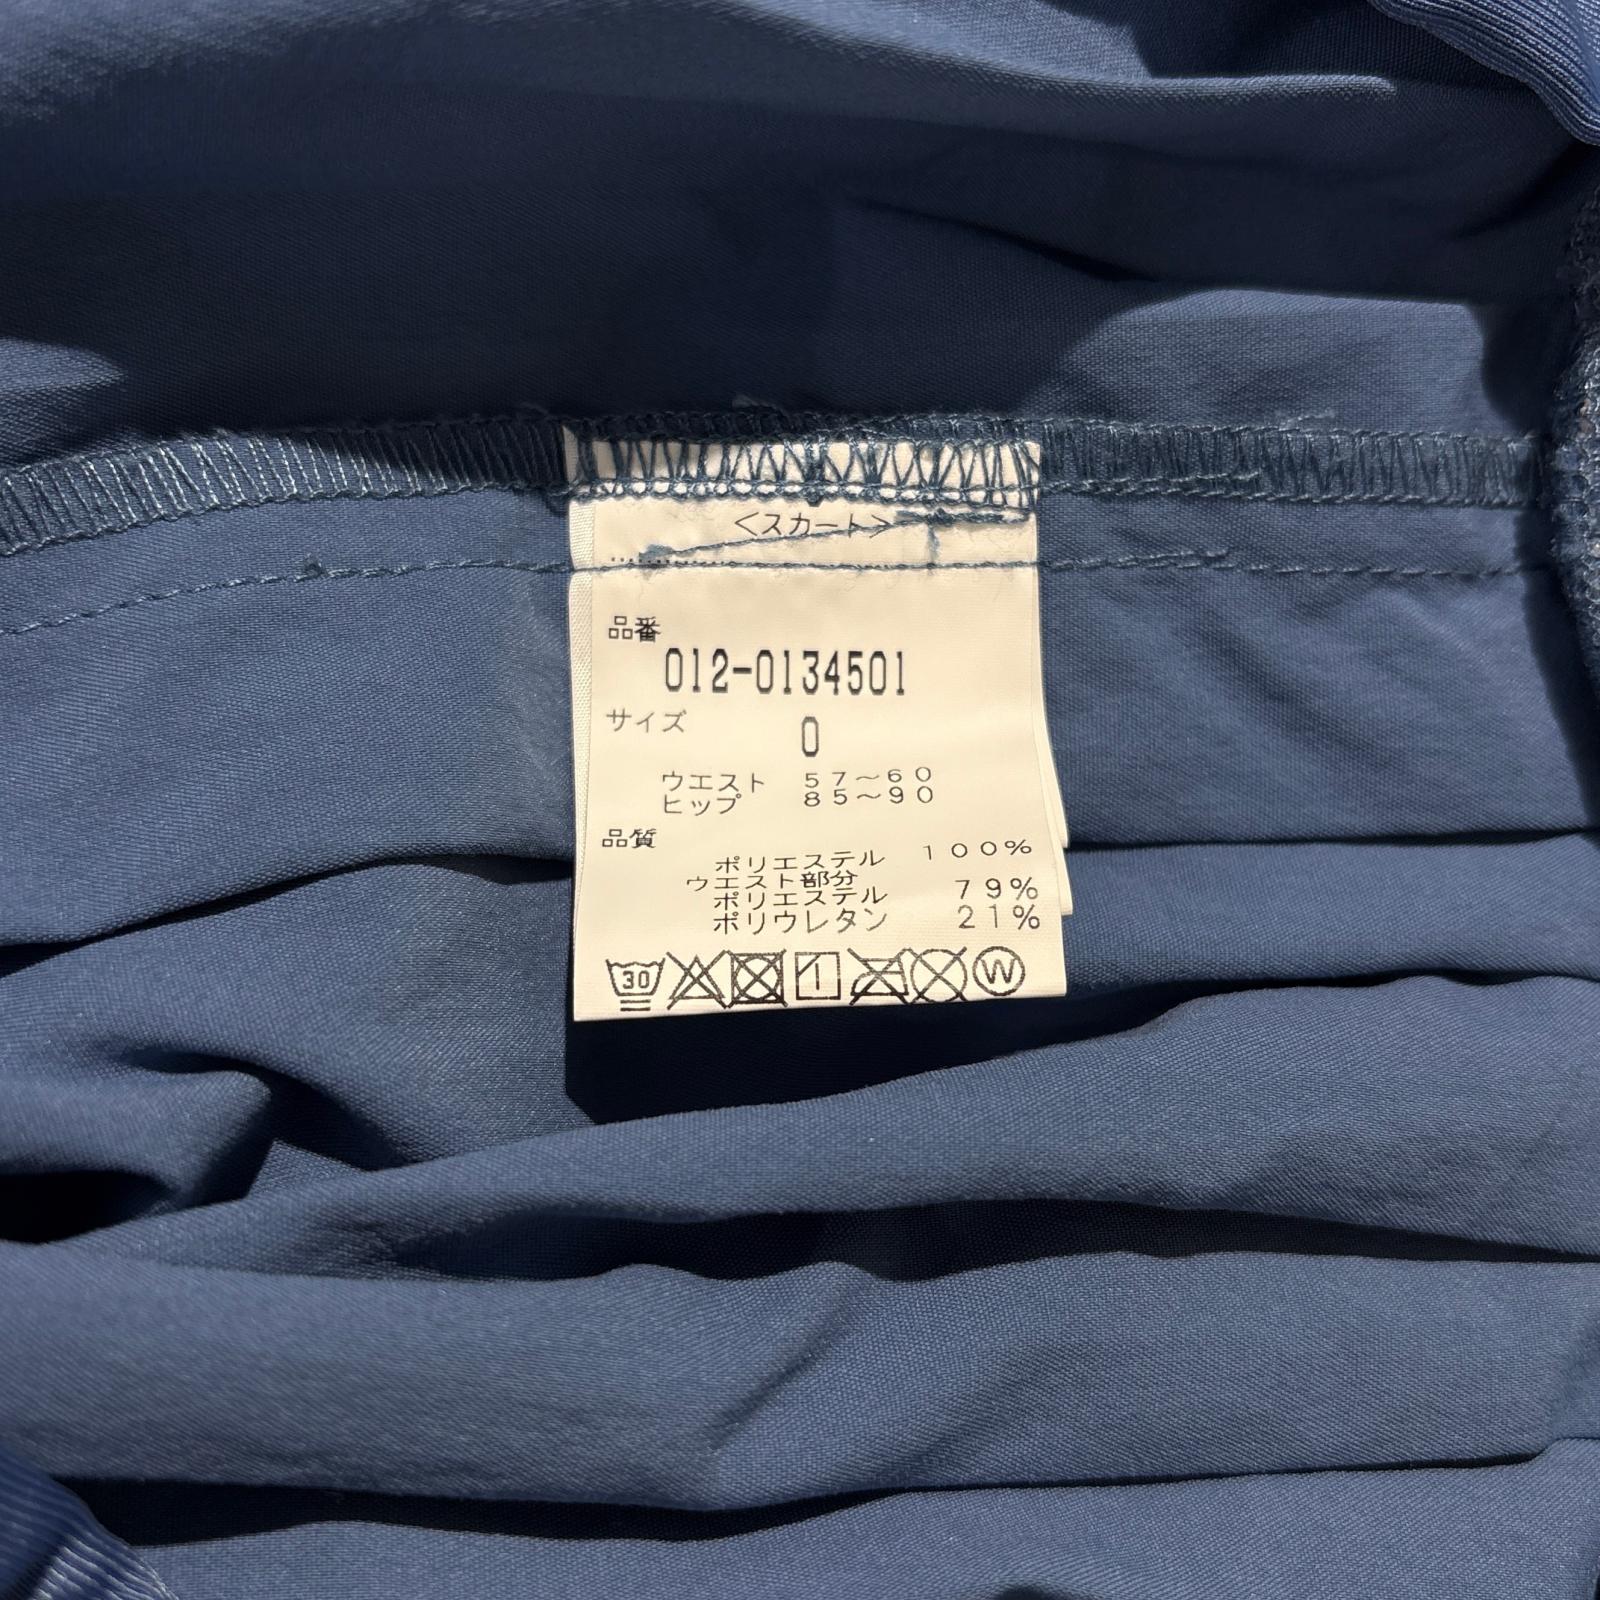 <スカート>
品番
012-0134501
サイズ
0
ウエスト 57～60
ヒップ 85～90
品質
ポリエステル 100%
ウエスト部分
ポリエステル 79%
ポリウレタン 21%
30
W